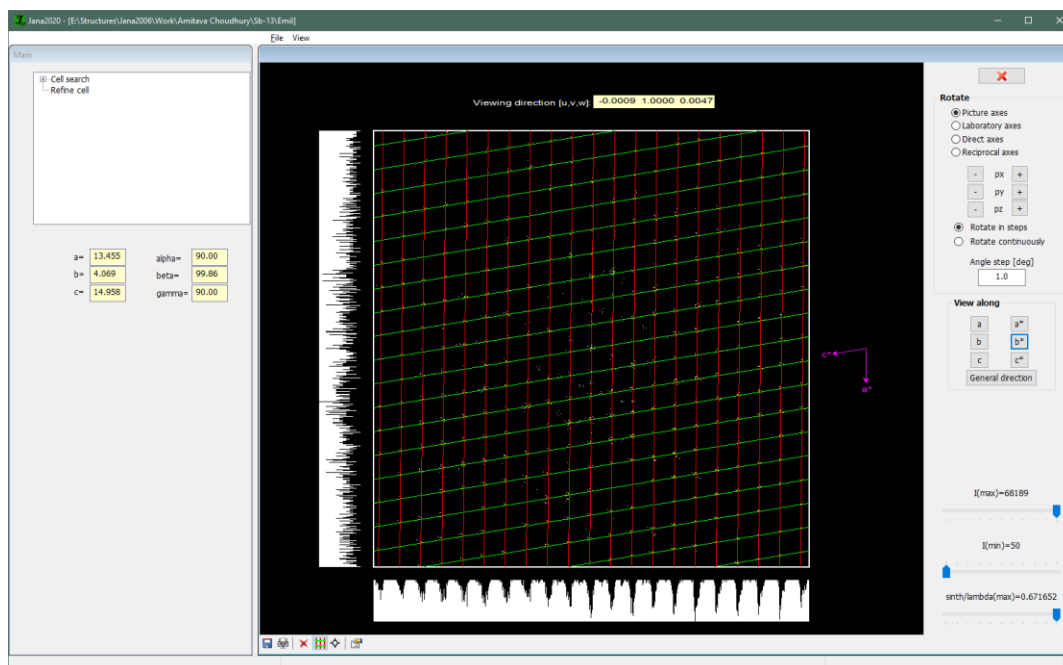 Jana2020 - [E:\Structures\Jana2006\Work\Amitava Choudhury\Sb-13\Emil]
Main
File View
Cell search
Refine cell
a= 13.455 alpha= 90.00
b= 4.069 beta= 99.86
c= 14.958 gamma= 90.00
Viewing direction [u,v,w]: -0.0009 1.0000 0.0047
c*
a*
Rotate
Picture axes
Laboratory axes
Direct axes
Reciprocal axes
- px +
- py +
- pz +
Rotate in steps
Rotate continuously
Angle step [deg]
1.0
View along
a a*
b b*
c c*
General direction
I(max)=68189
I(min)=50
sinth/lambda(max)=0.671652